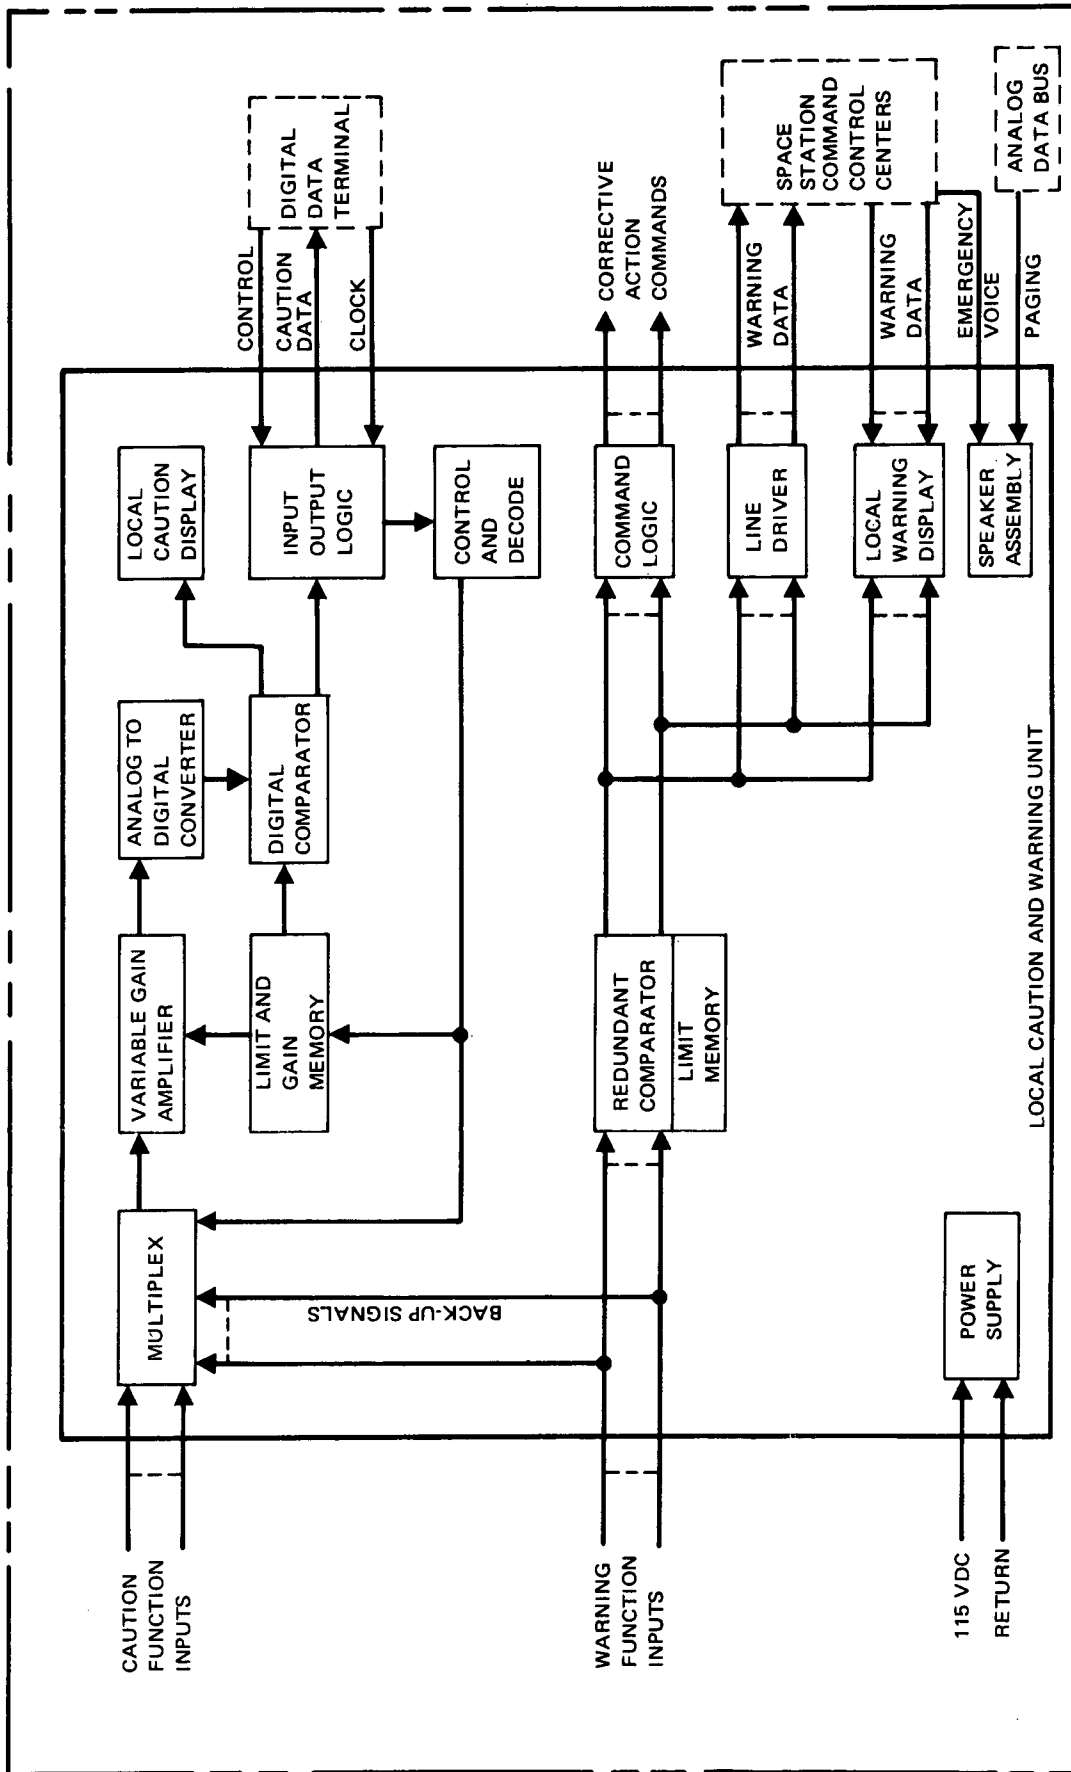 CAUTION
FUNCTION
INPUTS
WARNING
FUNCTION
INPUTS
115 VDC
RETURN
MULTIPLEX
BACK-UP SIGNALS
POWER
SUPPLY
VARIABLE GAIN
AMPLIFIER
LIMIT AND
GAIN
MEMORY
REDUNDANT
COMPARATOR
LIMIT
MEMORY
ANALOG TO
DIGITAL
CONVERTER
DIGITAL
COMPARATOR
LOCAL
CAUTION
DISPLAY
INPUT
OUTPUT
LOGIC
CONTROL
AND
DECODE
COMMAND
LOGIC
LINE
DRIVER
LOCAL
WARNING
DISPLAY
SPEAKER
ASSEMBLY
LOCAL CAUTION AND WARNING UNIT
CONTROL
CAUTION
DATA
CLOCK
CORRECTIVE
ACTION
COMMANDS
WARNING
DATA
WARNING
DATA
EMERGENCY
VOICE
PAGING
DIGITAL
DATA
TERMINAL
SPACE
STATION
COMMAND
CONTROL
CENTERS
ANALOG
DATA BUS